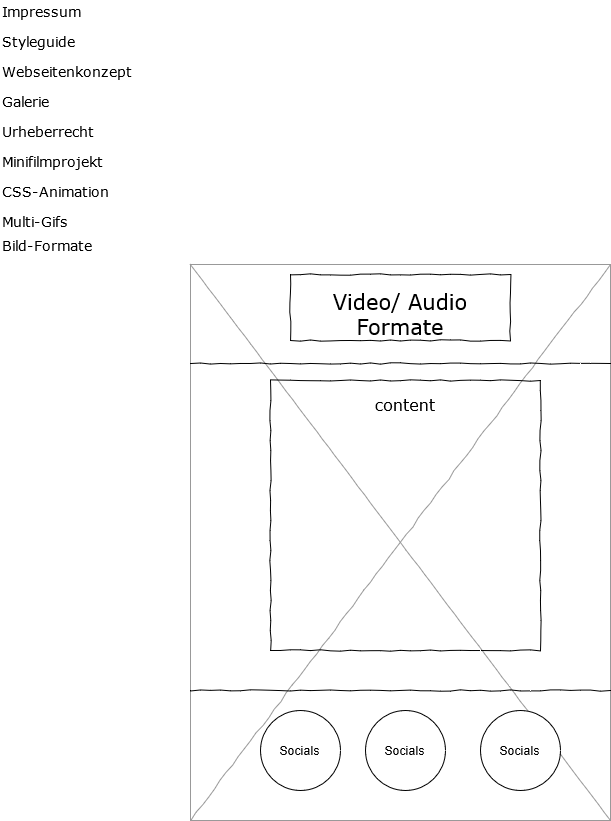 Impressum
Styleguide
Webseitenkonzept
Galerie
Urheberrecht
Minifilmprojekt
CSS-Animation
Multi-Gifs
Bild-Formate
Video/ Audio
Formate
content
Socials
Socials
Socials